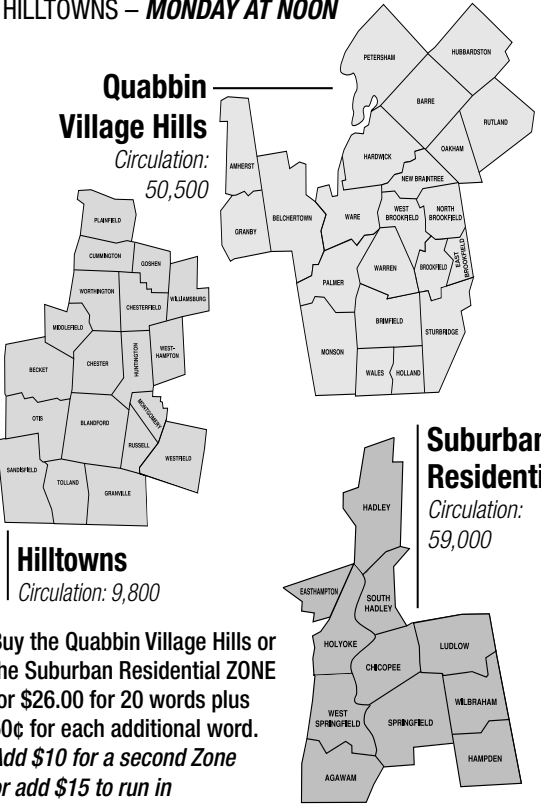 HILLTOWNS – MONDAY AT NOON
Quabbin
Village Hills
Circulation:
50,500
PETERSHAM
HUBBARDSTON
BARRE
RUTLAND
HARDWICK
OAKHAM
NEW BRAINTREE
AMHERST
GRANBY
BELCHERTOWN
WARE
WEST
BROOKFIELD
NORTH
BROOKFIELD
EAST
BROOKFIELD
BROOKFIELD
WARREN
PALMER
BRIMFIELD
STURBRIDGE
MONSON
WALES
HOLLAND
PLAINFIELD
CUMMINGTON
GOSHEN
WORTHINGTON
CHESTERFIELD
WILLIAMSBURG
MIDDLEFIELD
HUNTINGTON
WEST-
HAMPTON
BECKET
CHESTER
MONTGOMERY
OTIS
BLANDFORD
RUSSELL
WESTFIELD
SANDISFIELD
TOLLAND
GRANVILLE
Hilltowns
Circulation: 9,800
Suburban
Circulation:
59,000
HADLEY
EASTHAMPTON
SOUTH
HADLEY
HOLYOKE
CHICOPEE
LUDLOW
WEST
SPRINGFIELD
SPRINGFIELD
WILBRAHAM
AGAWAM
HAMPDEN
Buy the Quabbin Village Hills or
the Suburban Residential ZONE
for $26.00 for 20 words plus
0¢ for each additional word.
Add $10 for a second Zone
or add $15 to run in